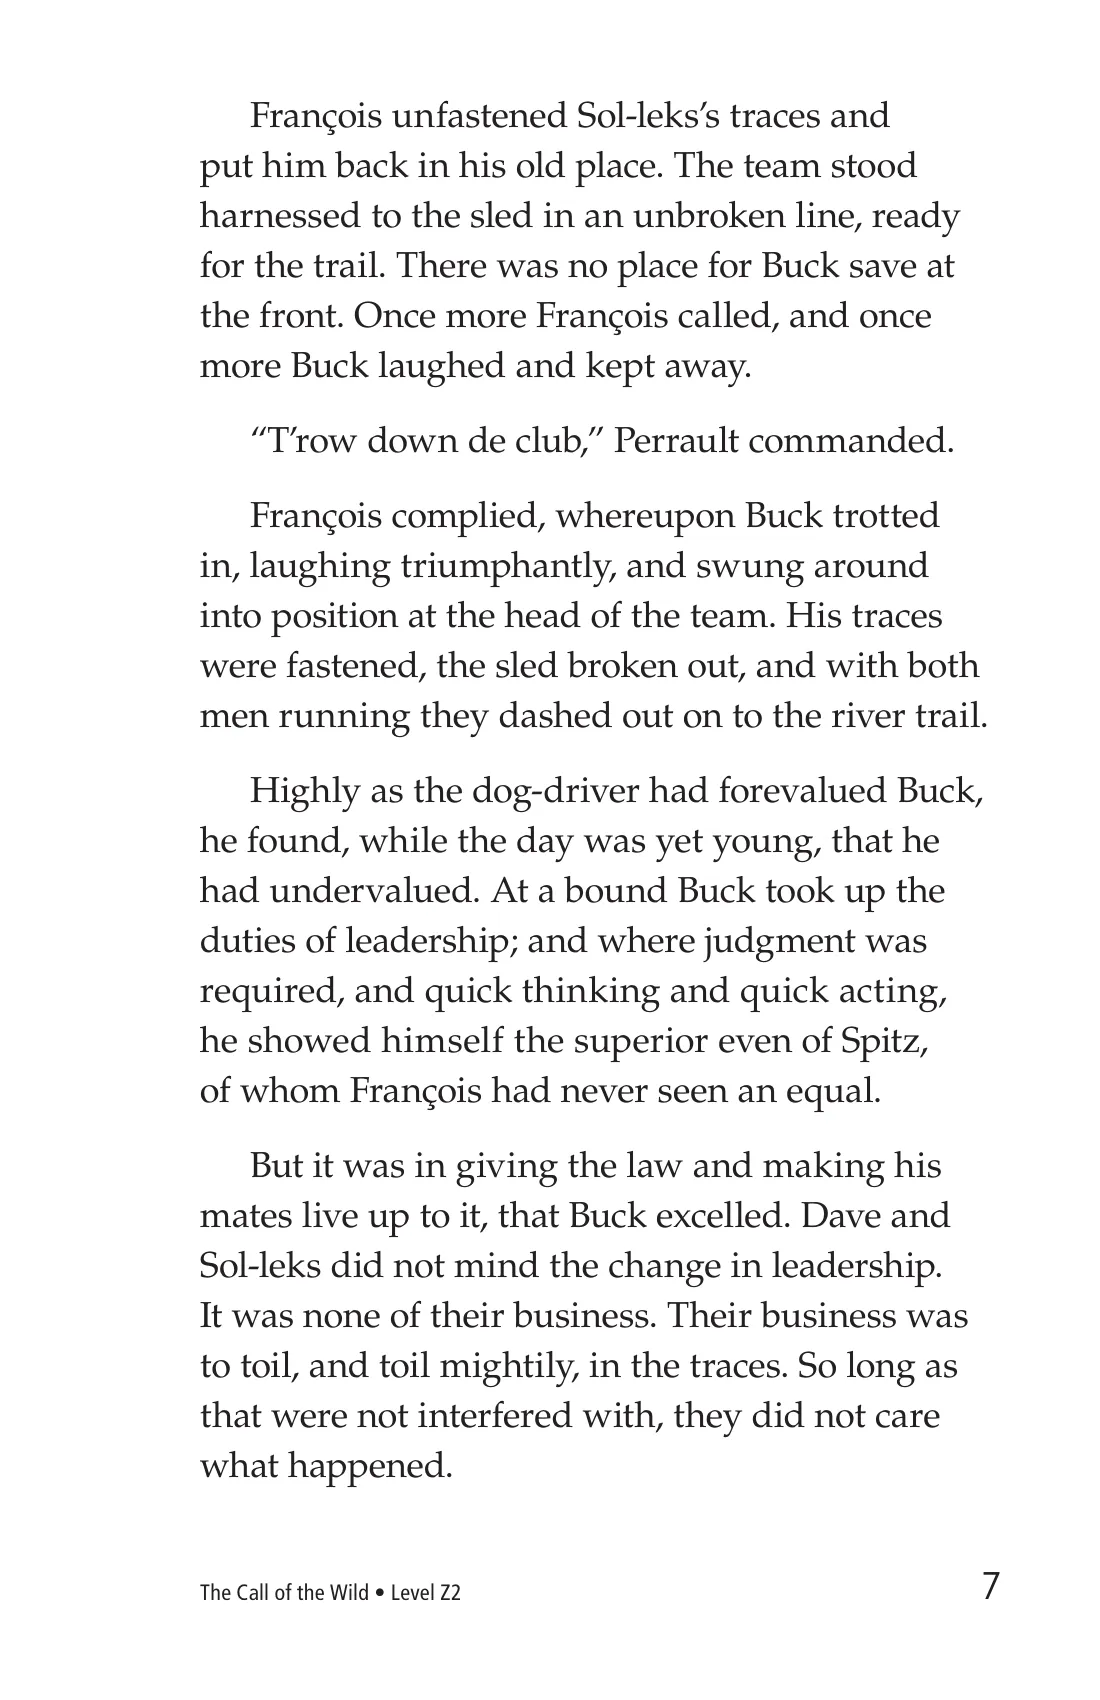 François unfastened Sol-leks’s traces and
put him back in his old place. The team stood
harnessed to the sled in an unbroken line, ready
for the trail. There was no place for Buck save at
the front. Once more François called, and once
more Buck laughed and kept away.
“T’row down de club,” Perrault commanded.
François complied, whereupon Buck trotted
in, laughing triumphantly, and swung around
into position at the head of the team. His traces
were fastened, the sled broken out, and with both
men running they dashed out on to the river trail.
Highly as the dog-driver had forevalued Buck,
he found, while the day was yet young, that he
had undervalued. At a bound Buck took up the
duties of leadership; and where judgment was
required, and quick thinking and quick acting,
he showed himself the superior even of Spitz,
of whom François had never seen an equal.
But it was in giving the law and making his
mates live up to it, that Buck excelled. Dave and
Sol-leks did not mind the change in leadership.
It was none of their business. Their business was
to toil, and toil mightily, in the traces. So long as
that were not interfered with, they did not care
what happened.
The Call of the Wild • Level Z2
7